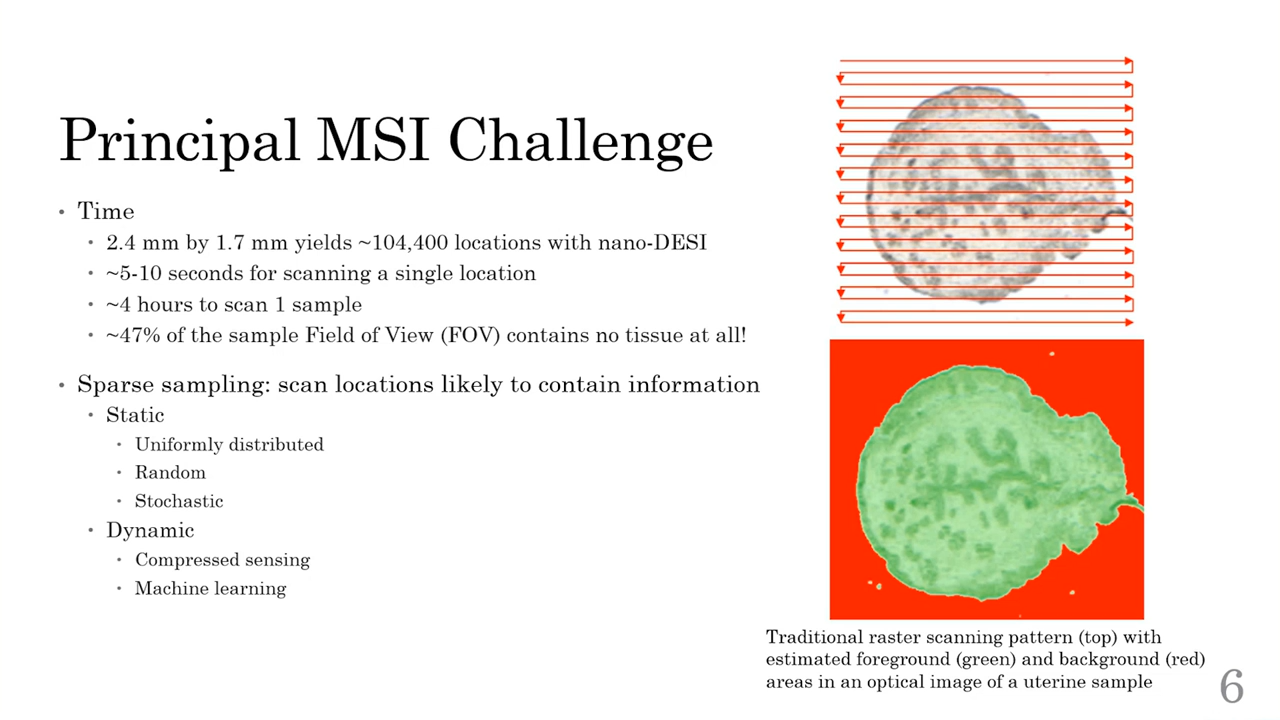 Principal MSI Challenge
• Time
• 2.4 mm by 1.7 mm yields ~104,400 locations with nano-DESI
• ~5-10 seconds for scanning a single location
• ~4 hours to scan 1 sample
• ~47% of the sample Field of View (FOV) contains no tissue at all!
• Sparse sampling: scan locations likely to contain information
• Static
• Uniformly distributed
• Random
• Stochastic
• Dynamic
• Compressed sensing
• Machine learning
Traditional raster scanning pattern (top) with
estimated foreground (green) and background (red)
areas in an optical image of a uterine sample
6